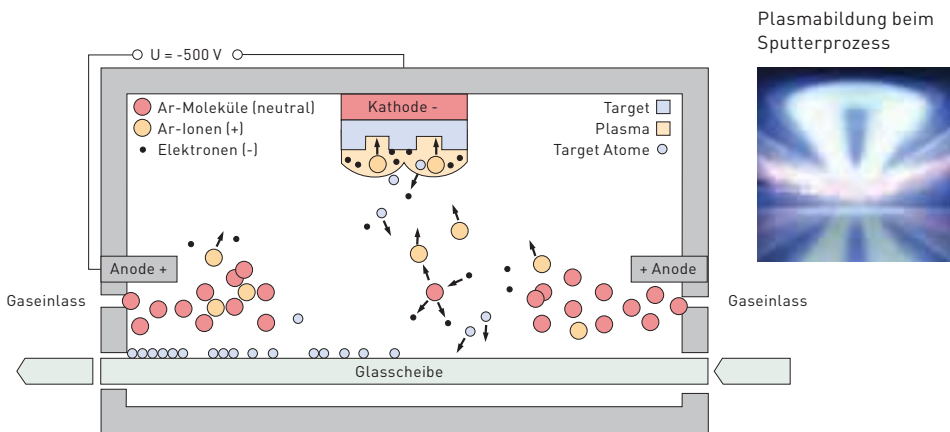 Plasmabildung beim
Sputterprozess
U = -500 V
Ar-Moleküle (neutral)
Ar-Ionen (+)
Elektronen (-)
Kathode -
Target
Plasma
Target Atome
Anode +
+ Anode
Gaseinlass
Gaseinlass
Glasscheibe